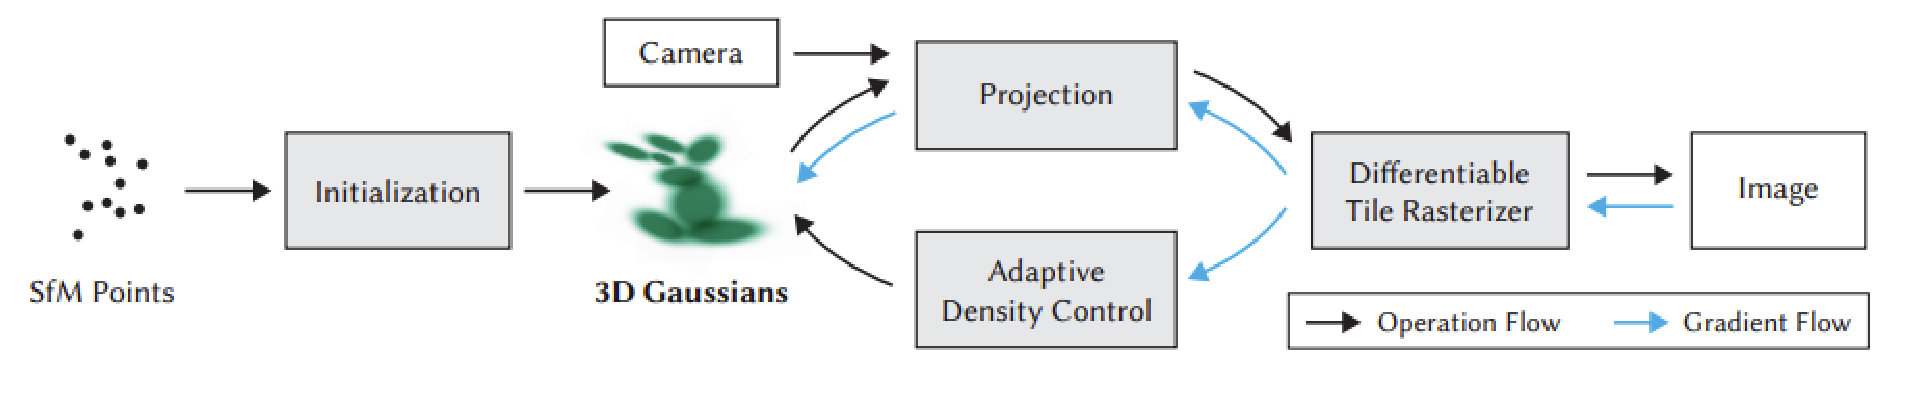 SfM Points
Initialization
Camera
3D Gaussians
Projection
Adaptive
Density Control
Differentiable
Tile Rasterizer
Image
Operation Flow
Gradient Flow